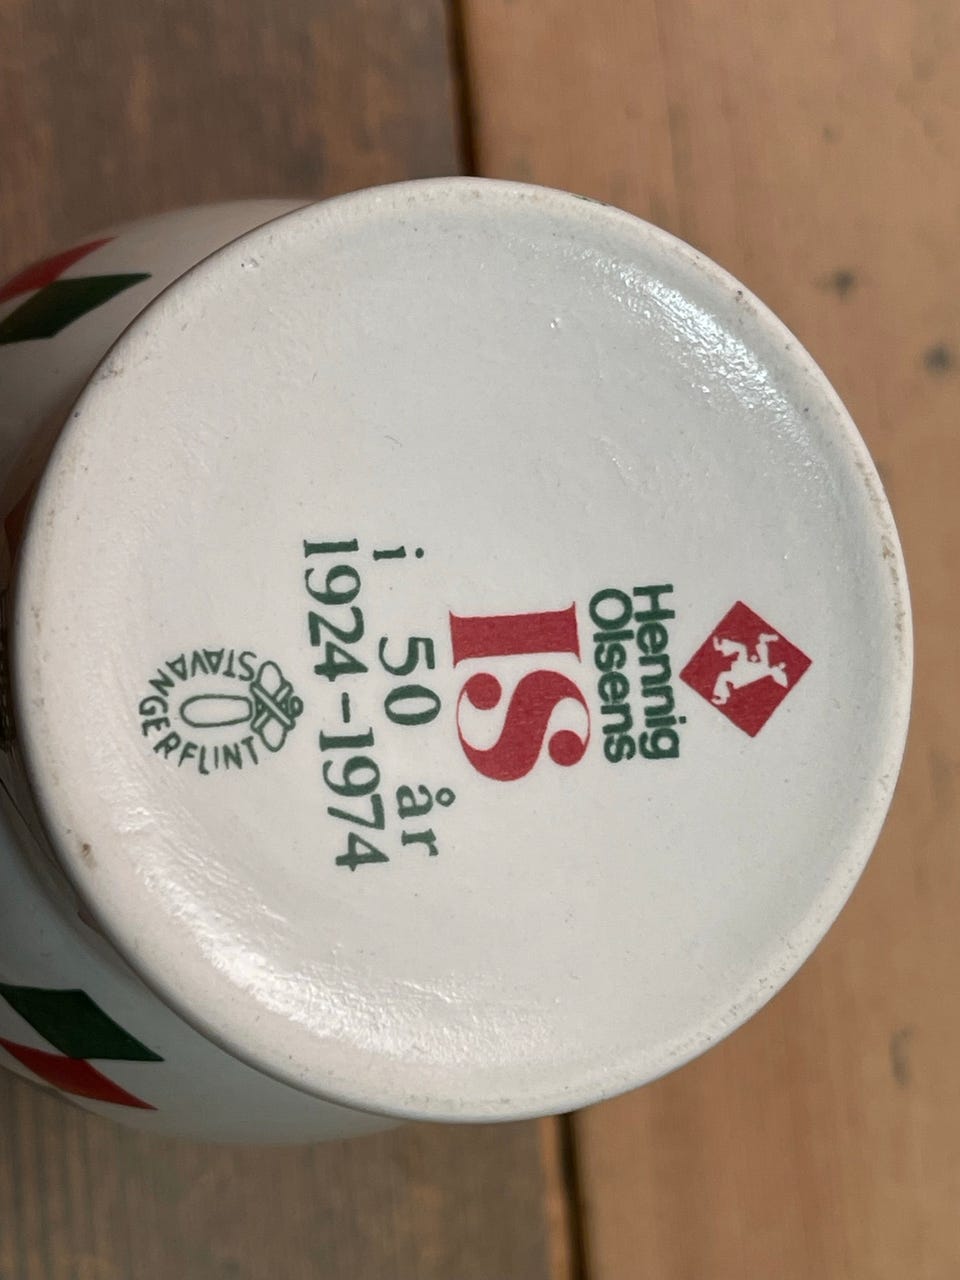 Hennig
Olsens
IS
i 50 år
1924-1974
STAVANGERFLINT